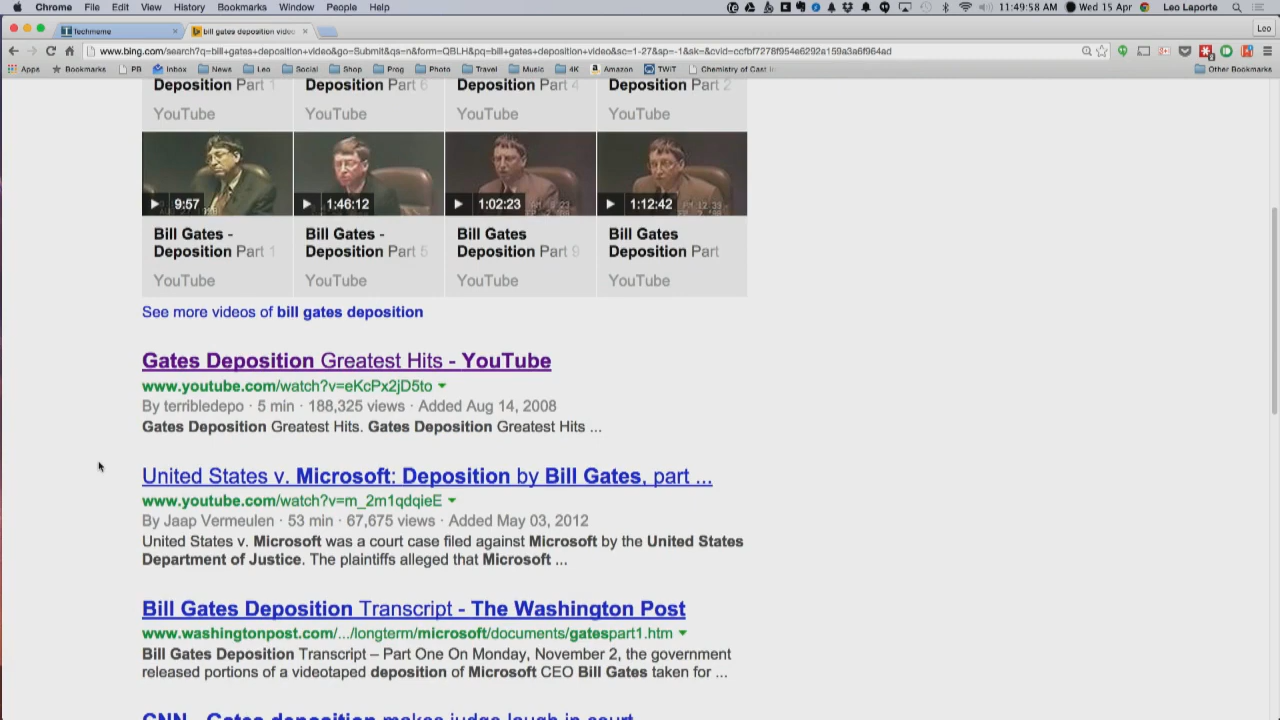 Chrome File Edit View History Bookmarks Window People Help 11:49:58 AM Wed 15 Apr Leo Laporte
Techmeme × bill gates deposition video × Leo
www.bing.com/search?q=bill+gates+deposition+video&go=Submit&qs=n&form=QBLH&pq=bill+gates+deposition+video&sc=1-27&sp=-1&sk=&cvid=ccfbf7278f954e6292a159a3a6f964ad
Apps Bookmarks PB Inbox News Leo Social Shop Prog Photo Travel Music 4K Amazon TWiT Chemistry of Cast Ir Other Bookmarks
Deposition Part 1 Deposition Part 6 Deposition Part 4 Deposition Part 2
YouTube YouTube YouTube YouTube
9:57 1:46:12 1:02:23 1:12:42
Bill Gates - Bill Gates - Bill Gates Bill Gates
Deposition Part 1 Deposition Part 5 Deposition Part 9 Deposition Part
YouTube YouTube YouTube YouTube
See more videos of bill gates deposition
Gates Deposition Greatest Hits - YouTube
www.youtube.com/watch?v=eKcPx2jD5to
By terribledepo · 5 min · 188,325 views · Added Aug 14, 2008
Gates Deposition Greatest Hits. Gates Deposition Greatest Hits ...
United States v. Microsoft: Deposition by Bill Gates, part ...
www.youtube.com/watch?v=m_2m1qdqieE
By Jaap Vermeulen · 53 min · 67,675 views · Added May 03, 2012
United States v. Microsoft was a court case filed against Microsoft by the United States
Department of Justice. The plaintiffs alleged that Microsoft ...
Bill Gates Deposition Transcript - The Washington Post
www.washingtonpost.com/.../longterm/microsoft/documents/gatespart1.htm
Bill Gates Deposition Transcript – Part One On Monday, November 2, the government
released portions of a videotaped deposition of Microsoft CEO Bill Gates taken for ...
CNN - Gates deposition makes judge laugh in court